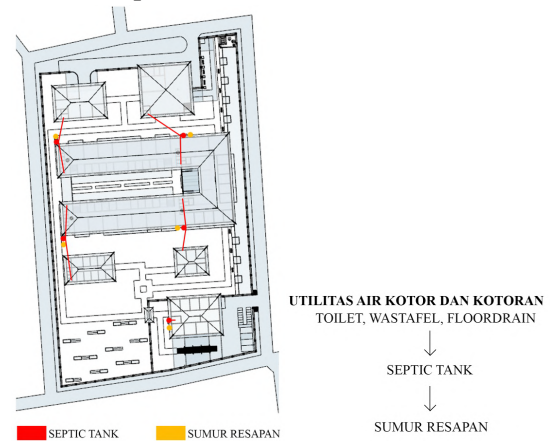 UTILITAS AIR KOTOR DAN KOTORAN
TOILET, WASTAFEL, FLOORDRAIN
SEPTIC TANK
SUMUR RESAPAN
SEPTIC TANK
SUMUR RESAPAN